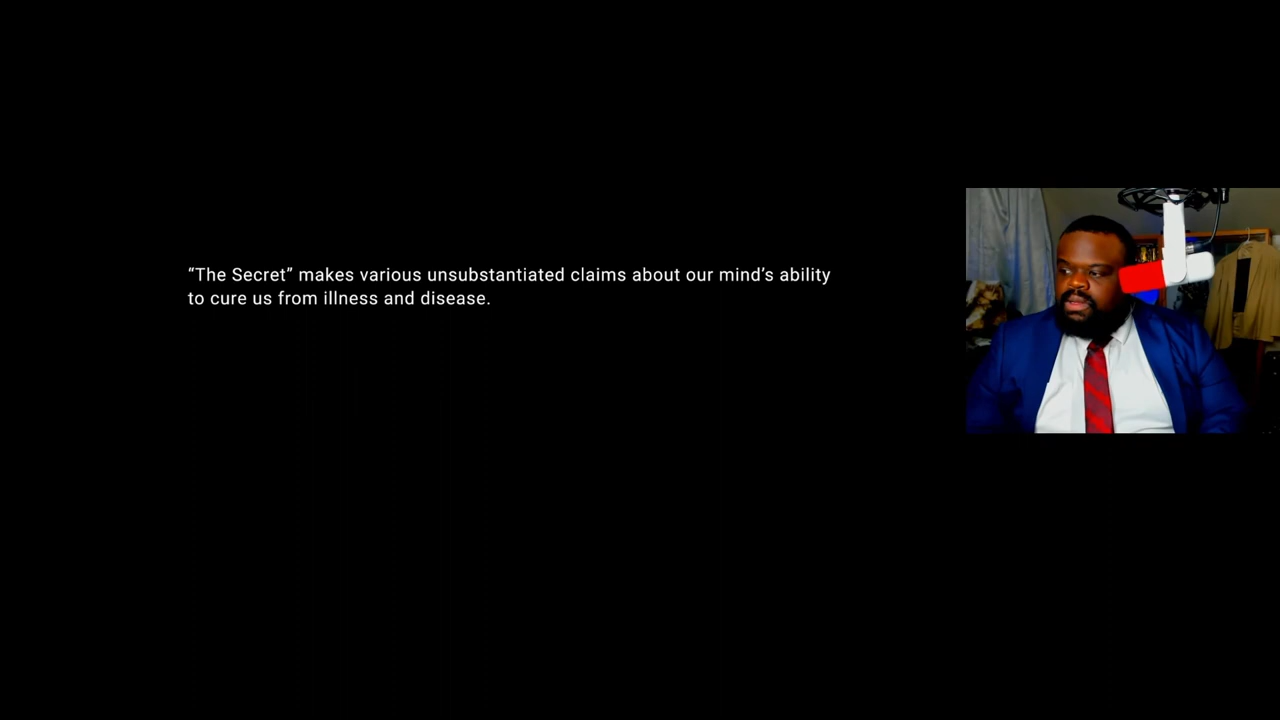 “The Secret” makes various unsubstantiated claims about our mind’s ability
to cure us from illness and disease.